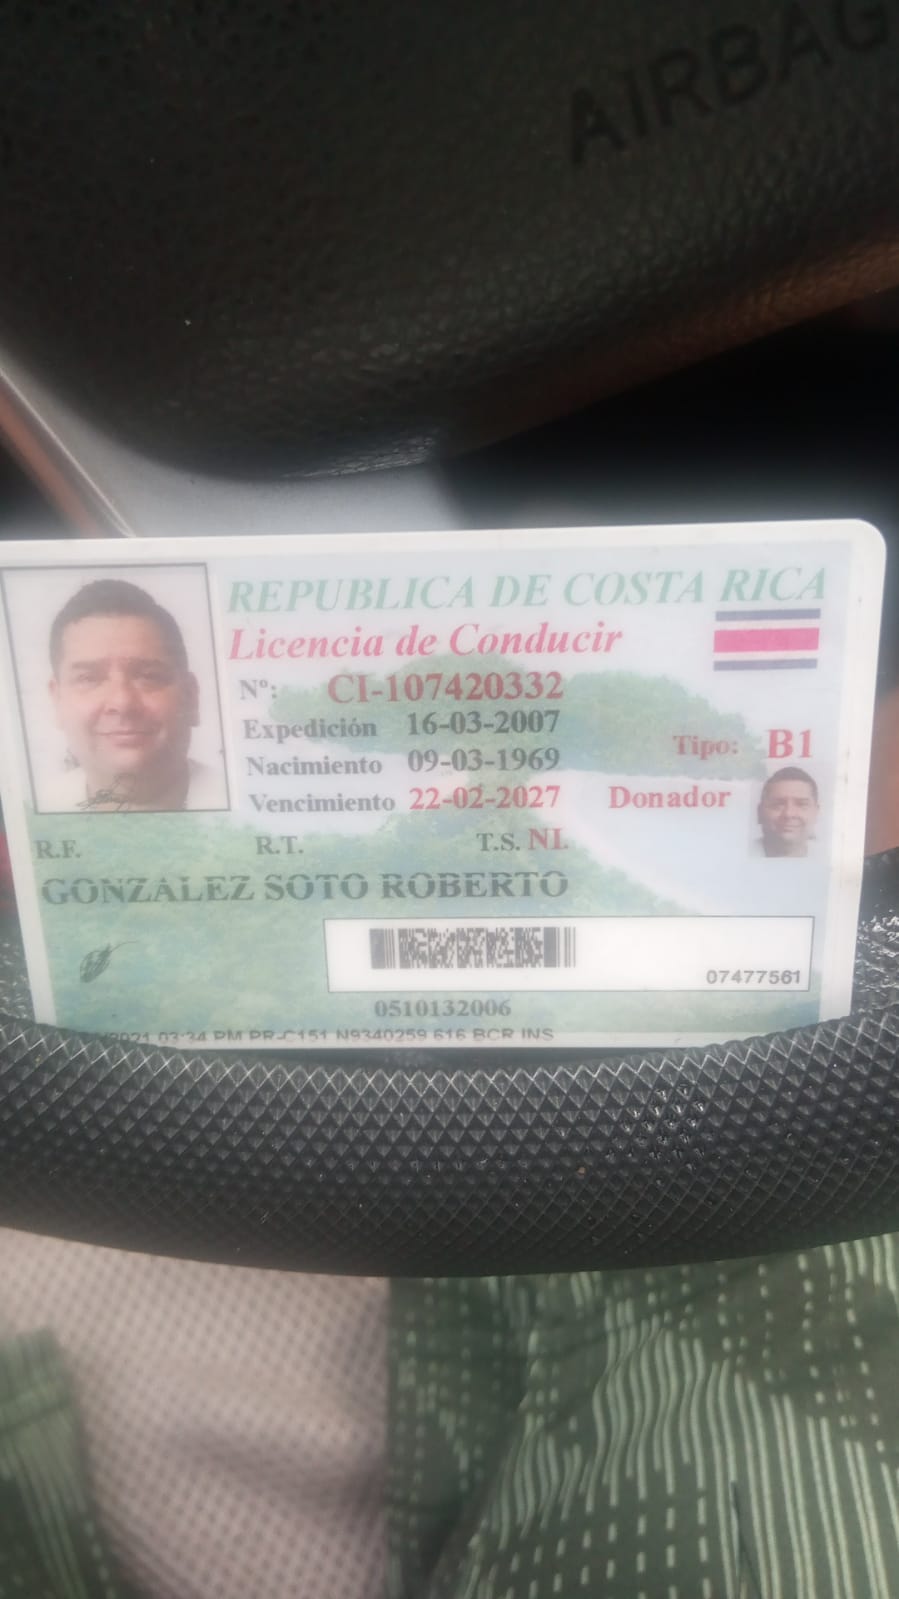 AIRBAG
REPUBLICA DE COSTA RICA
Licencia de Conducir
Nº: CI-107420332
Expedición 16-03-2007
Nacimiento 09-03-1969
Tipo: B1
Vencimiento 22-02-2027
Donador
R.F. R.T. T.S. NI.
GONZALEZ SOTO ROBERTO
07477561
0510132006
2021 03:34 PM PR-C151 N9340259 616 BCR INS